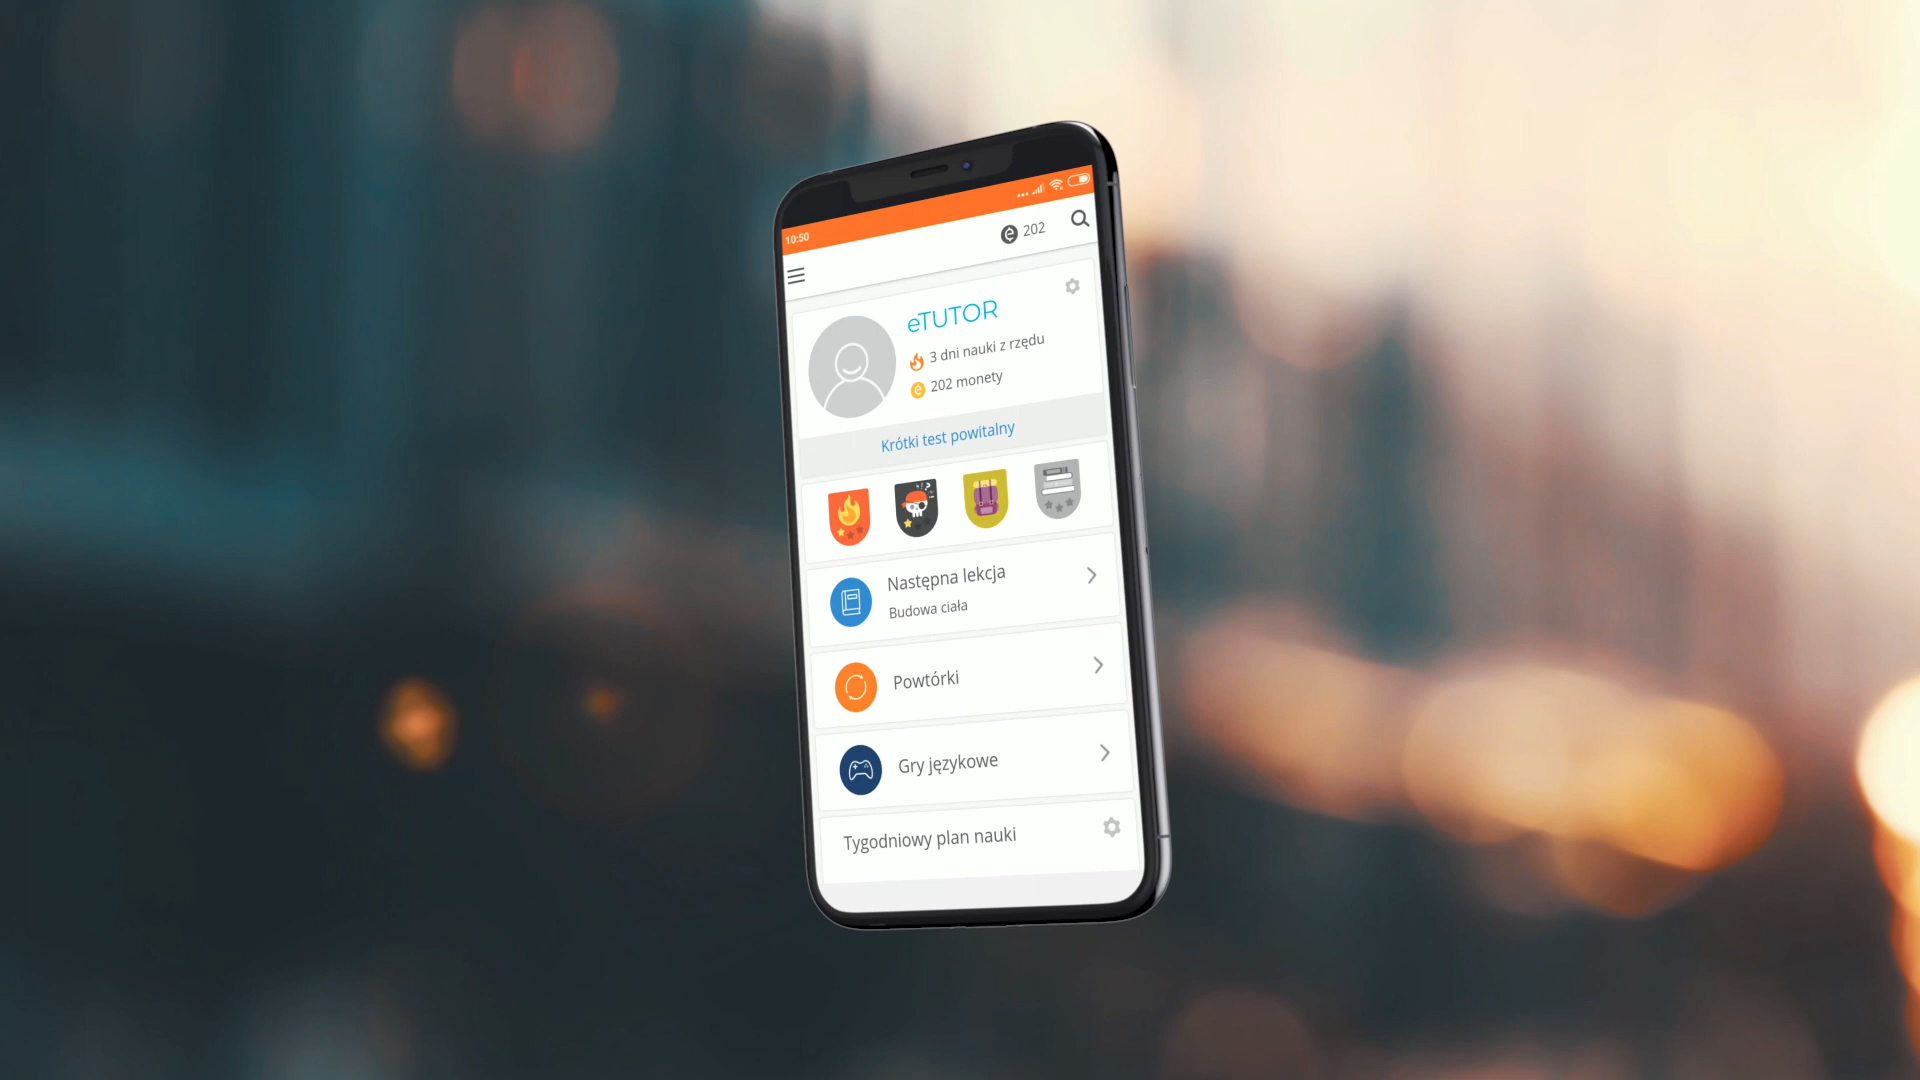 10:50
202
eTUTOR
3 dni nauki z rzędu
202 monety
Krótki test powitalny
Następna lekcja
Budowa ciała
Powtórki
Gry językowe
Tygodniowy plan nauki